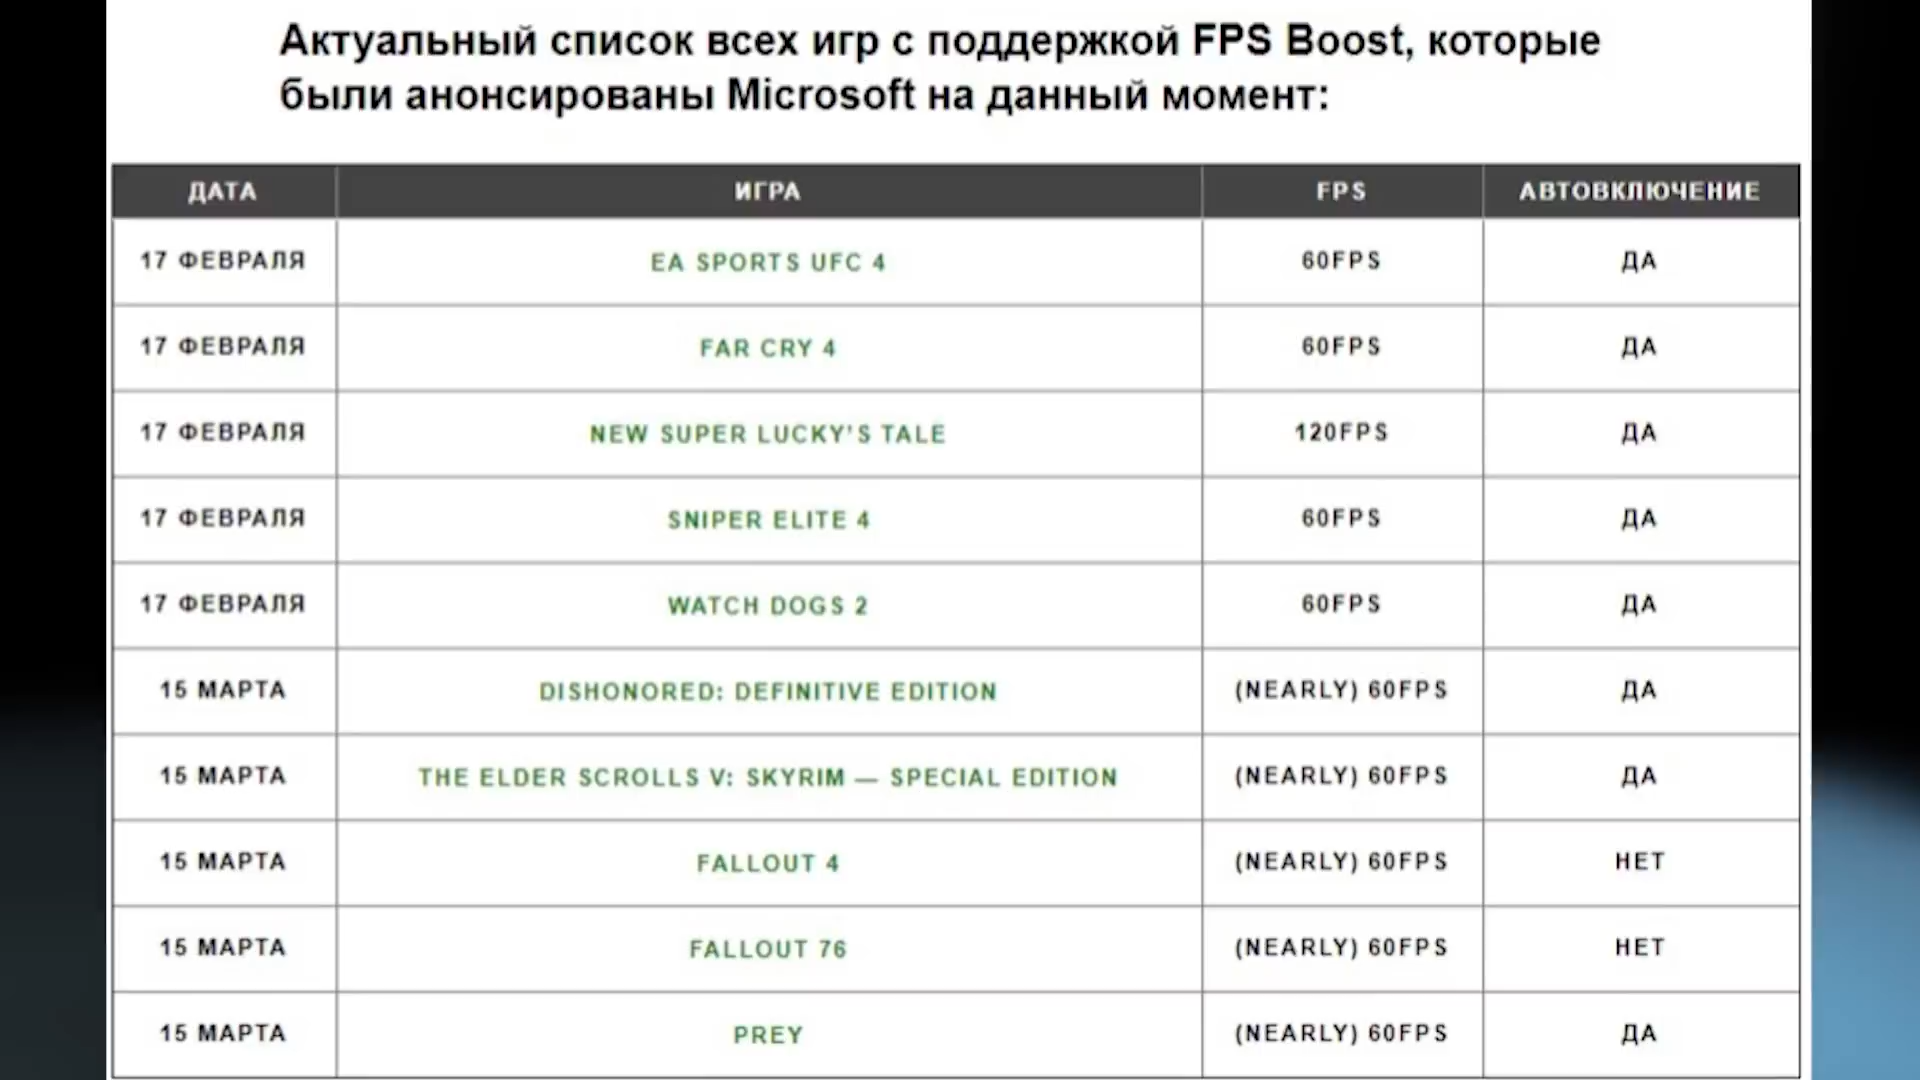 Актуальный список всех игр с поддержкой FPS Boost, которые
были анонсированы Microsoft на данный момент:
ДАТА ИГРА FPS АВТОВКЛЮЧЕНИЕ
17 ФЕВРАЛЯ EA SPORTS UFC 4 60FPS ДА
17 ФЕВРАЛЯ FAR CRY 4 60FPS ДА
17 ФЕВРАЛЯ NEW SUPER LUCKY'S TALE 120FPS ДА
17 ФЕВРАЛЯ SNIPER ELITE 4 60FPS ДА
17 ФЕВРАЛЯ WATCH DOGS 2 60FPS ДА
15 МАРТА DISHONORED: DEFINITIVE EDITION (NEARLY) 60FPS ДА
15 МАРТА THE ELDER SCROLLS V: SKYRIM — SPECIAL EDITION (NEARLY) 60FPS ДА
15 МАРТА FALLOUT 4 (NEARLY) 60FPS НЕТ
15 МАРТА FALLOUT 76 (NEARLY) 60FPS НЕТ
15 МАРТА PREY (NEARLY) 60FPS ДА